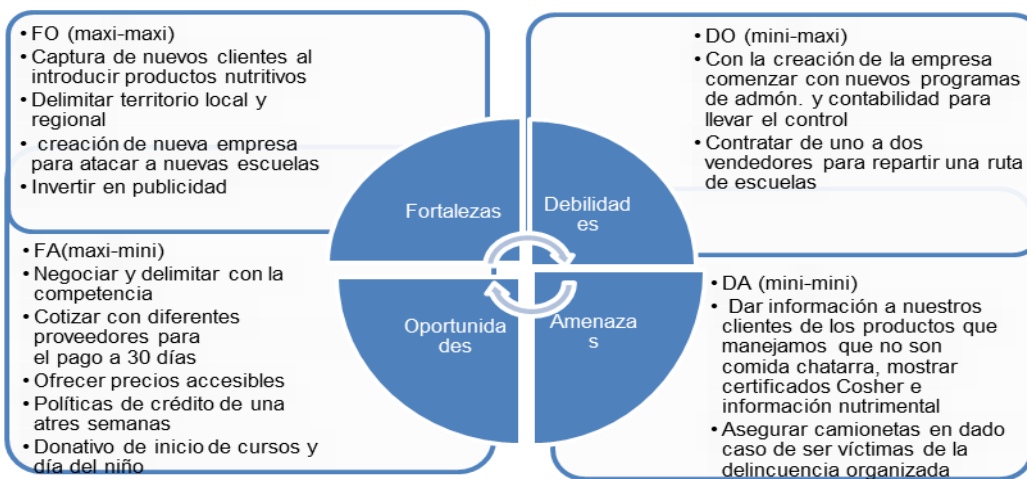 • FO (maxi-maxi)
• Captura de nuevos clientes al
introducir productos nutritivos
• Delimitar territorio local y
regional
• creación de nueva empresa
para atacar a nuevas escuelas
• Invertir en publicidad
• DO (mini-maxi)
• Con la creación de la empresa
comenzar con nuevos programas
de admón. y contabilidad para
llevar el control
• Contratar de uno a dos
vendedores para repartir una ruta
de escuelas
Fortalezas
Debilidad
es
• FA(maxi-mini)
• Negociar y delimitar con la
competencia
• Cotizar con diferentes
proveedores para
el pago a 30 días
• Ofrecer precios accesibles
• Políticas de crédito de una
atres semanas
• Donativo de inicio de cursos y
día del niño
Oportunida
des
Amenaza
s
• DA (mini-mini)
• Dar información a nuestros
clientes de los productos que
manejamos que no son
comida chatarra, mostrar
certificados Cosher e
información nutrimental
• Asegurar camionetas en dado
caso de ser víctimas de la
delincuencia organizada